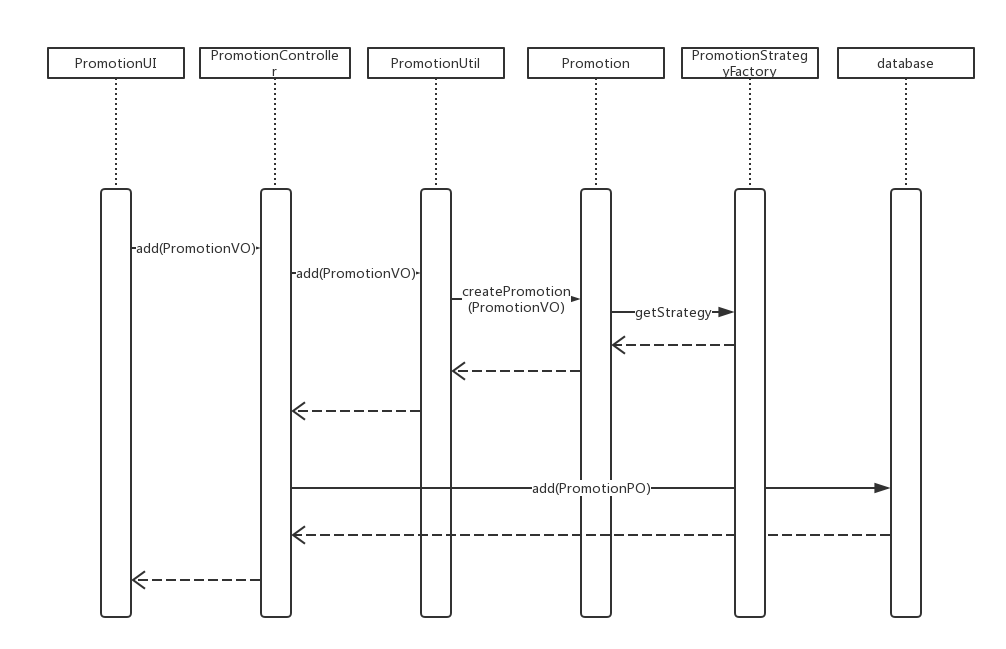 PromotionUI
PromotionControlle
r
PromotionUtil
Promotion
PromotionStrateg
yFactory
database
add(PromotionVO)
add(PromotionVO)
createPromotion
(PromotionVO)
getStrategy
add(PromotionPO)